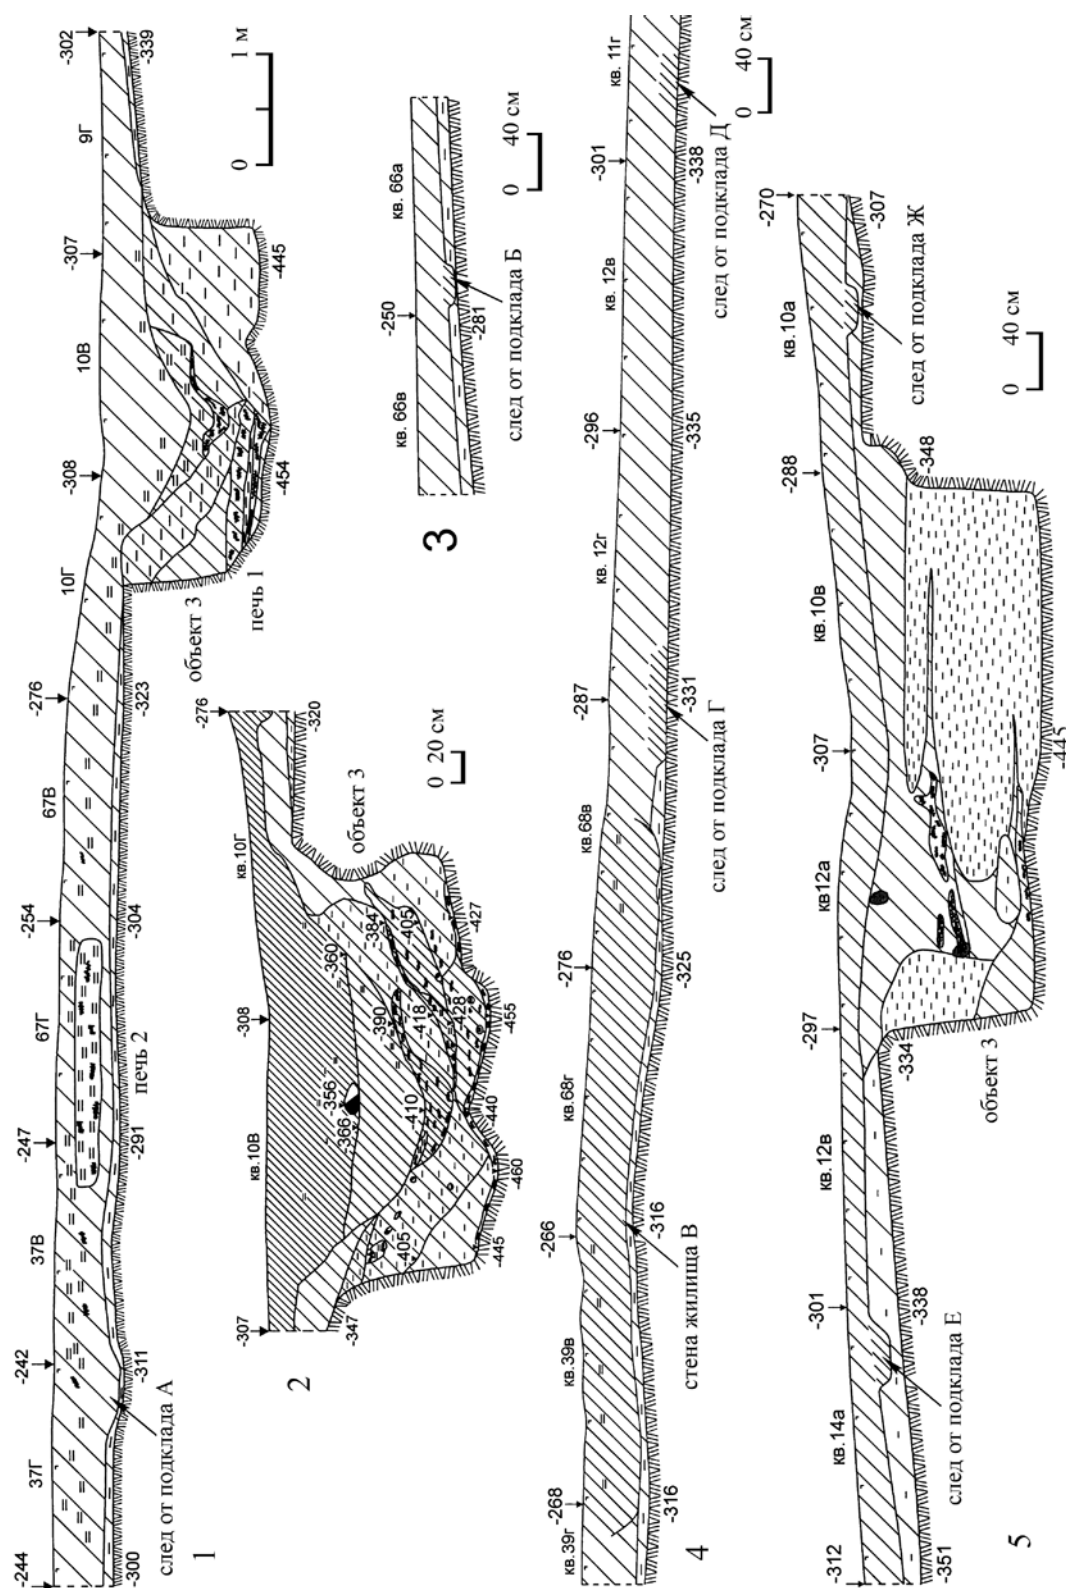 -244
37Г
-242
37В
-247
67Г
-254
67В
-276
10Г
-308
10В
-307
9Г
-302
-300
-311
-291
-304
-323
-454
-445
-339
след от подклада А
печь 2
объект 3
печь 1
0
1 м
1
-307
кв.10В
-308
кв.10Г
-276
-347
-405
-366
-356
-410
-360
-390
-418
-384
-405
-428
-445
-460
-440
-455
-427
-320
объект 3
0 20 см
2
кв. 66в
-250
кв. 66а
-281
след от подклада Б
0
40 см
3
кв.39г
-268
кв.39в
-266
кв.68г
-276
кв.68в
-287
кв. 12г
-296
кв. 12в
-301
кв. 11г
-316
-316
-325
-331
-335
-338
стена жилища В
след от подклада Г
след от подклада Д
0
40 см
4
-312
кв.14а
-301
кв.12в
-297
кв12а
-307
кв.10в
-288
кв.10а
-270
-351
-338
-334
-445
-348
-307
след от подклада Е
объект 3
след от подклада Ж
0
40 см
5